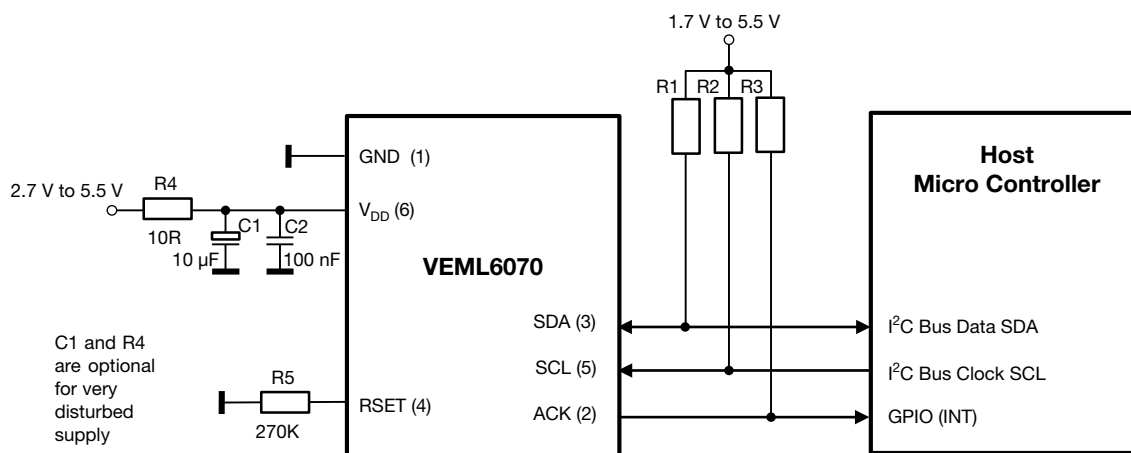 1.7 V to 5.5 V
R1 R2 R3
GND (1)
2.7 V to 5.5 V
R4
10R
C1
10 µF
C2
100 nF
V_DD (6)
VEML6070
Host
Micro Controller
SDA (3)
I²C Bus Data SDA
SCL (5)
I²C Bus Clock SCL
ACK (2)
GPIO (INT)
C1 and R4
are optional
for very
disturbed
supply
R5
270K
RSET (4)